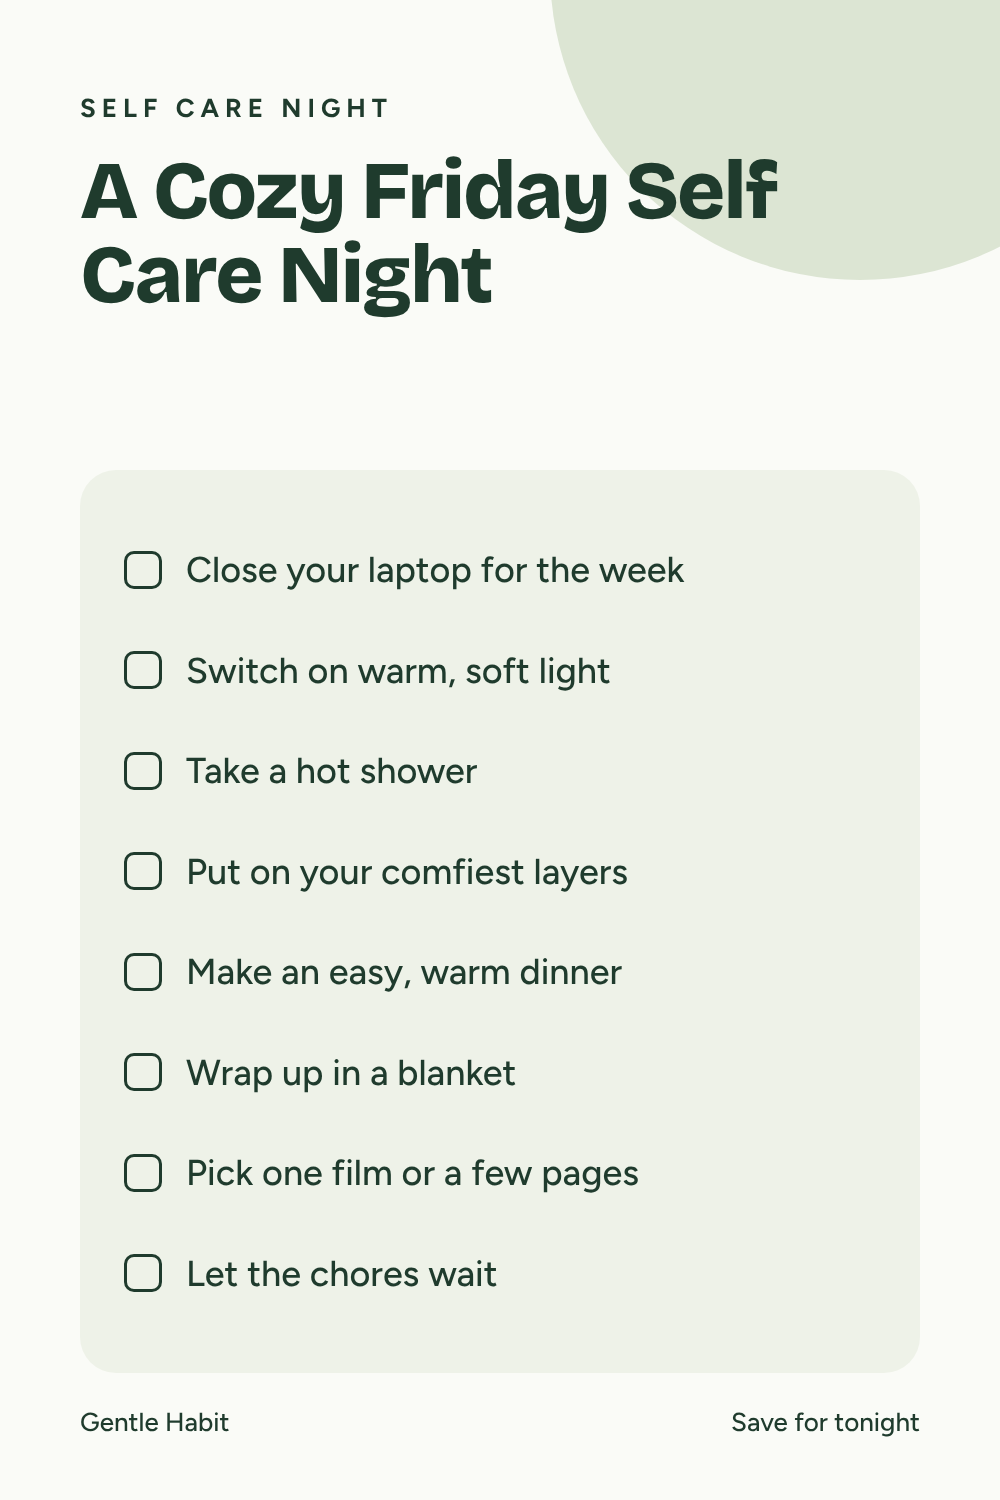 SELF CARE NIGHT
A Cozy Friday Self
Care Night
Close your laptop for the week
Switch on warm, soft light
Take a hot shower
Put on your comfiest layers
Make an easy, warm dinner
Wrap up in a blanket
Pick one film or a few pages
Let the chores wait
Gentle Habit
Save for tonight